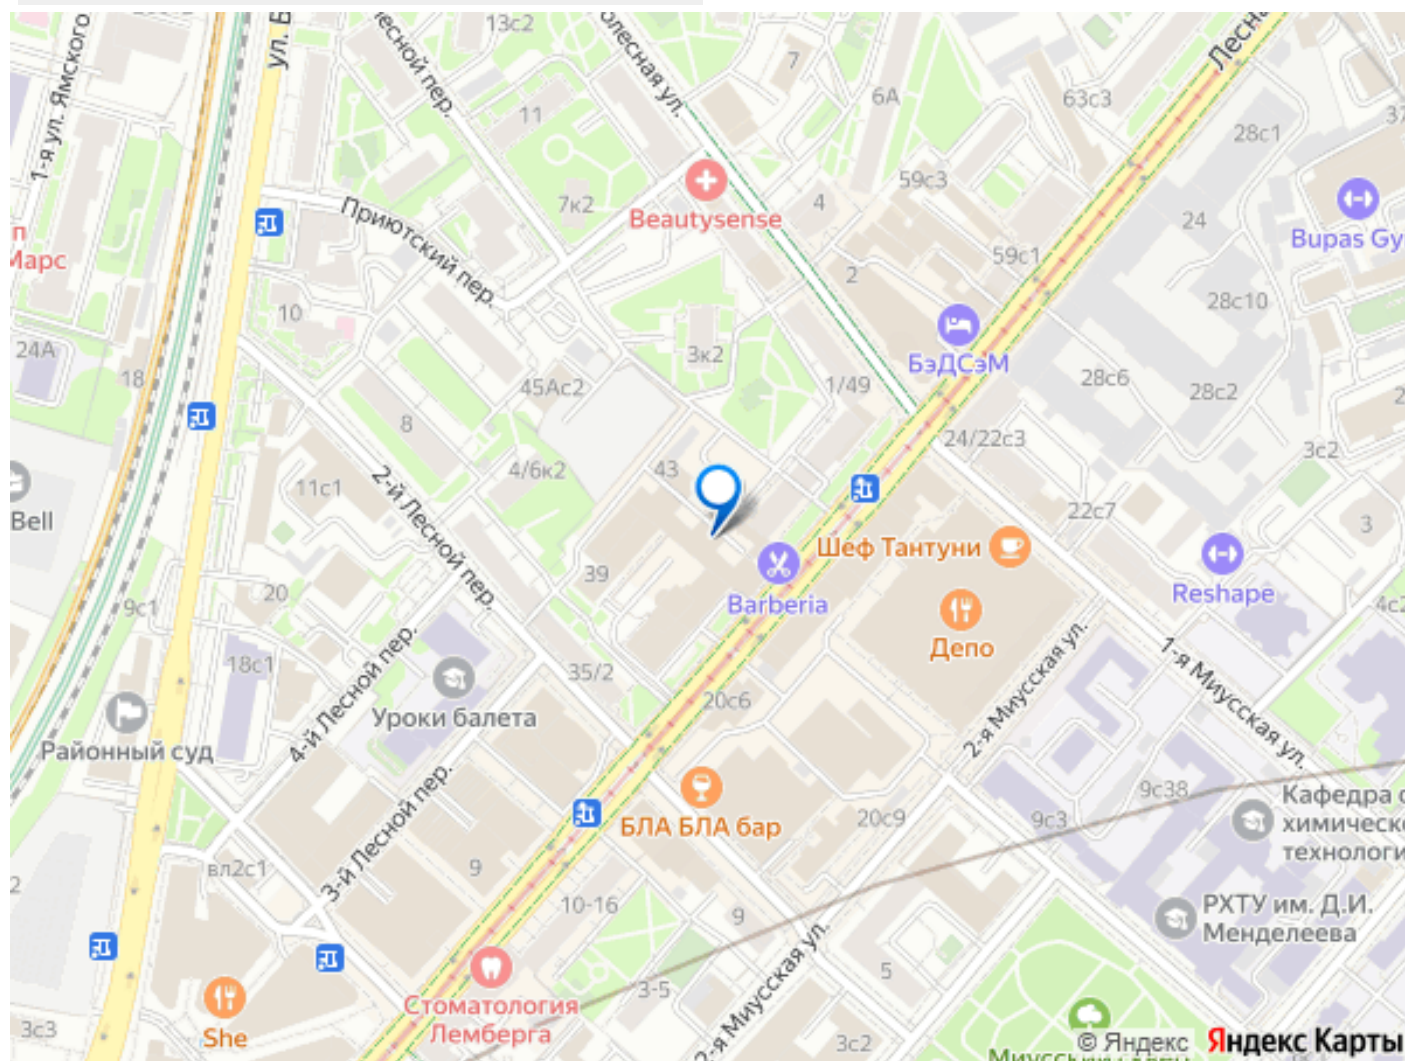 13с2
1-я ул. Ямского
ул. Б
лесной пер.
олесная ул.
7
6А
Лесна
63с3
28с1
37
11
59с3
Beautysense
7к2
4
24
Bupas Gy
п
Марс
Приютский пер.
2
59с1
28с10
10
БэДСэМ
24А
18
3к2
45Ас2
1/49
28с6
28с2
2
8
24/22с3
3с2
4/6к2
43
2-й Лесной пер.
11с1
22с7
3
Bell
Шеф Тантуни
39
Barberia
Reshape
20
9с1
4с2
Депо
1-я Миусская ул.
18с1
35/2
20с6
2-я Миусская ул.
4-й Лесной пер.
Уроки балета
Районный суд
3-й Лесной пер.
БЛА БЛА бар
20с9
9с38
9с3
Кафедра о
химическо
технологи
2
вл2с1
9
10-16
9
РХТУ им. Д.И.
Менделеева
2-я Миусская ул.
5
Стоматология
Лемберга
3-5
She
3с3
3с2
© Яндекс
Яндекс Карты